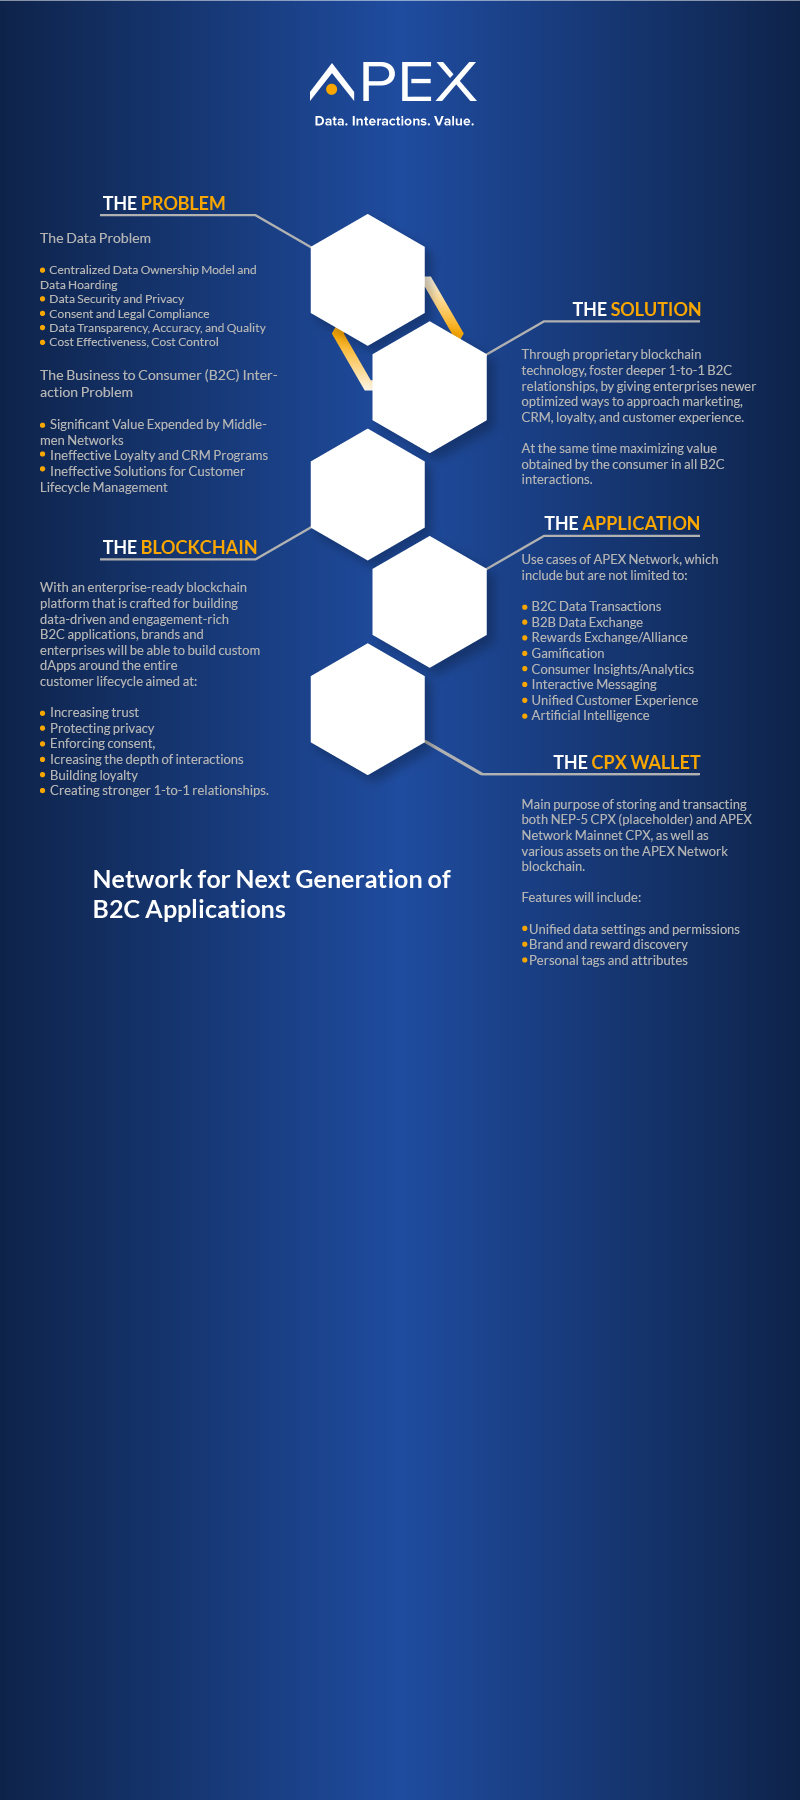 APEX
Data. Interactions. Value.
THE PROBLEM
The Data Problem
• Centralized Data Ownership Model and
Data Hoarding
• Data Security and Privacy
• Consent and Legal Compliance
• Data Transparency, Accuracy, and Quality
• Cost Effectiveness, Cost Control
The Business to Consumer (B2C) Inter-
action Problem
• Significant Value Expended by Middle-
men Networks
• Ineffective Loyalty and CRM Programs
• Ineffective Solutions for Customer
Lifecycle Management
THE SOLUTION
Through proprietary blockchain
technology, foster deeper 1-to-1 B2C
relationships, by giving enterprises newer
optimized ways to approach marketing,
CRM, loyalty, and customer experience.
At the same time maximizing value
obtained by the consumer in all B2C
interactions.
THE BLOCKCHAIN
With an enterprise-ready blockchain
platform that is crafted for building
data-driven and engagement-rich
B2C applications, brands and
enterprises will be able to build custom
dApps around the entire
customer lifecycle aimed at:
• Increasing trust
• Protecting privacy
• Enforcing consent,
• Icreasing the depth of interactions
• Building loyalty
• Creating stronger 1-to-1 relationships.
THE APPLICATION
Use cases of APEX Network, which
include but are not limited to:
• B2C Data Transactions
• B2B Data Exchange
• Rewards Exchange/Alliance
• Gamification
• Consumer Insights/Analytics
• Interactive Messaging
• Unified Customer Experience
• Artificial Intelligence
THE CPX WALLET
Main purpose of storing and transacting
both NEP-5 CPX (placeholder) and APEX
Network Mainnet CPX, as well as
various assets on the APEX Network
blockchain.
Features will include:
•Unified data settings and permissions
•Brand and reward discovery
•Personal tags and attributes
Network for Next Generation of
B2C Applications